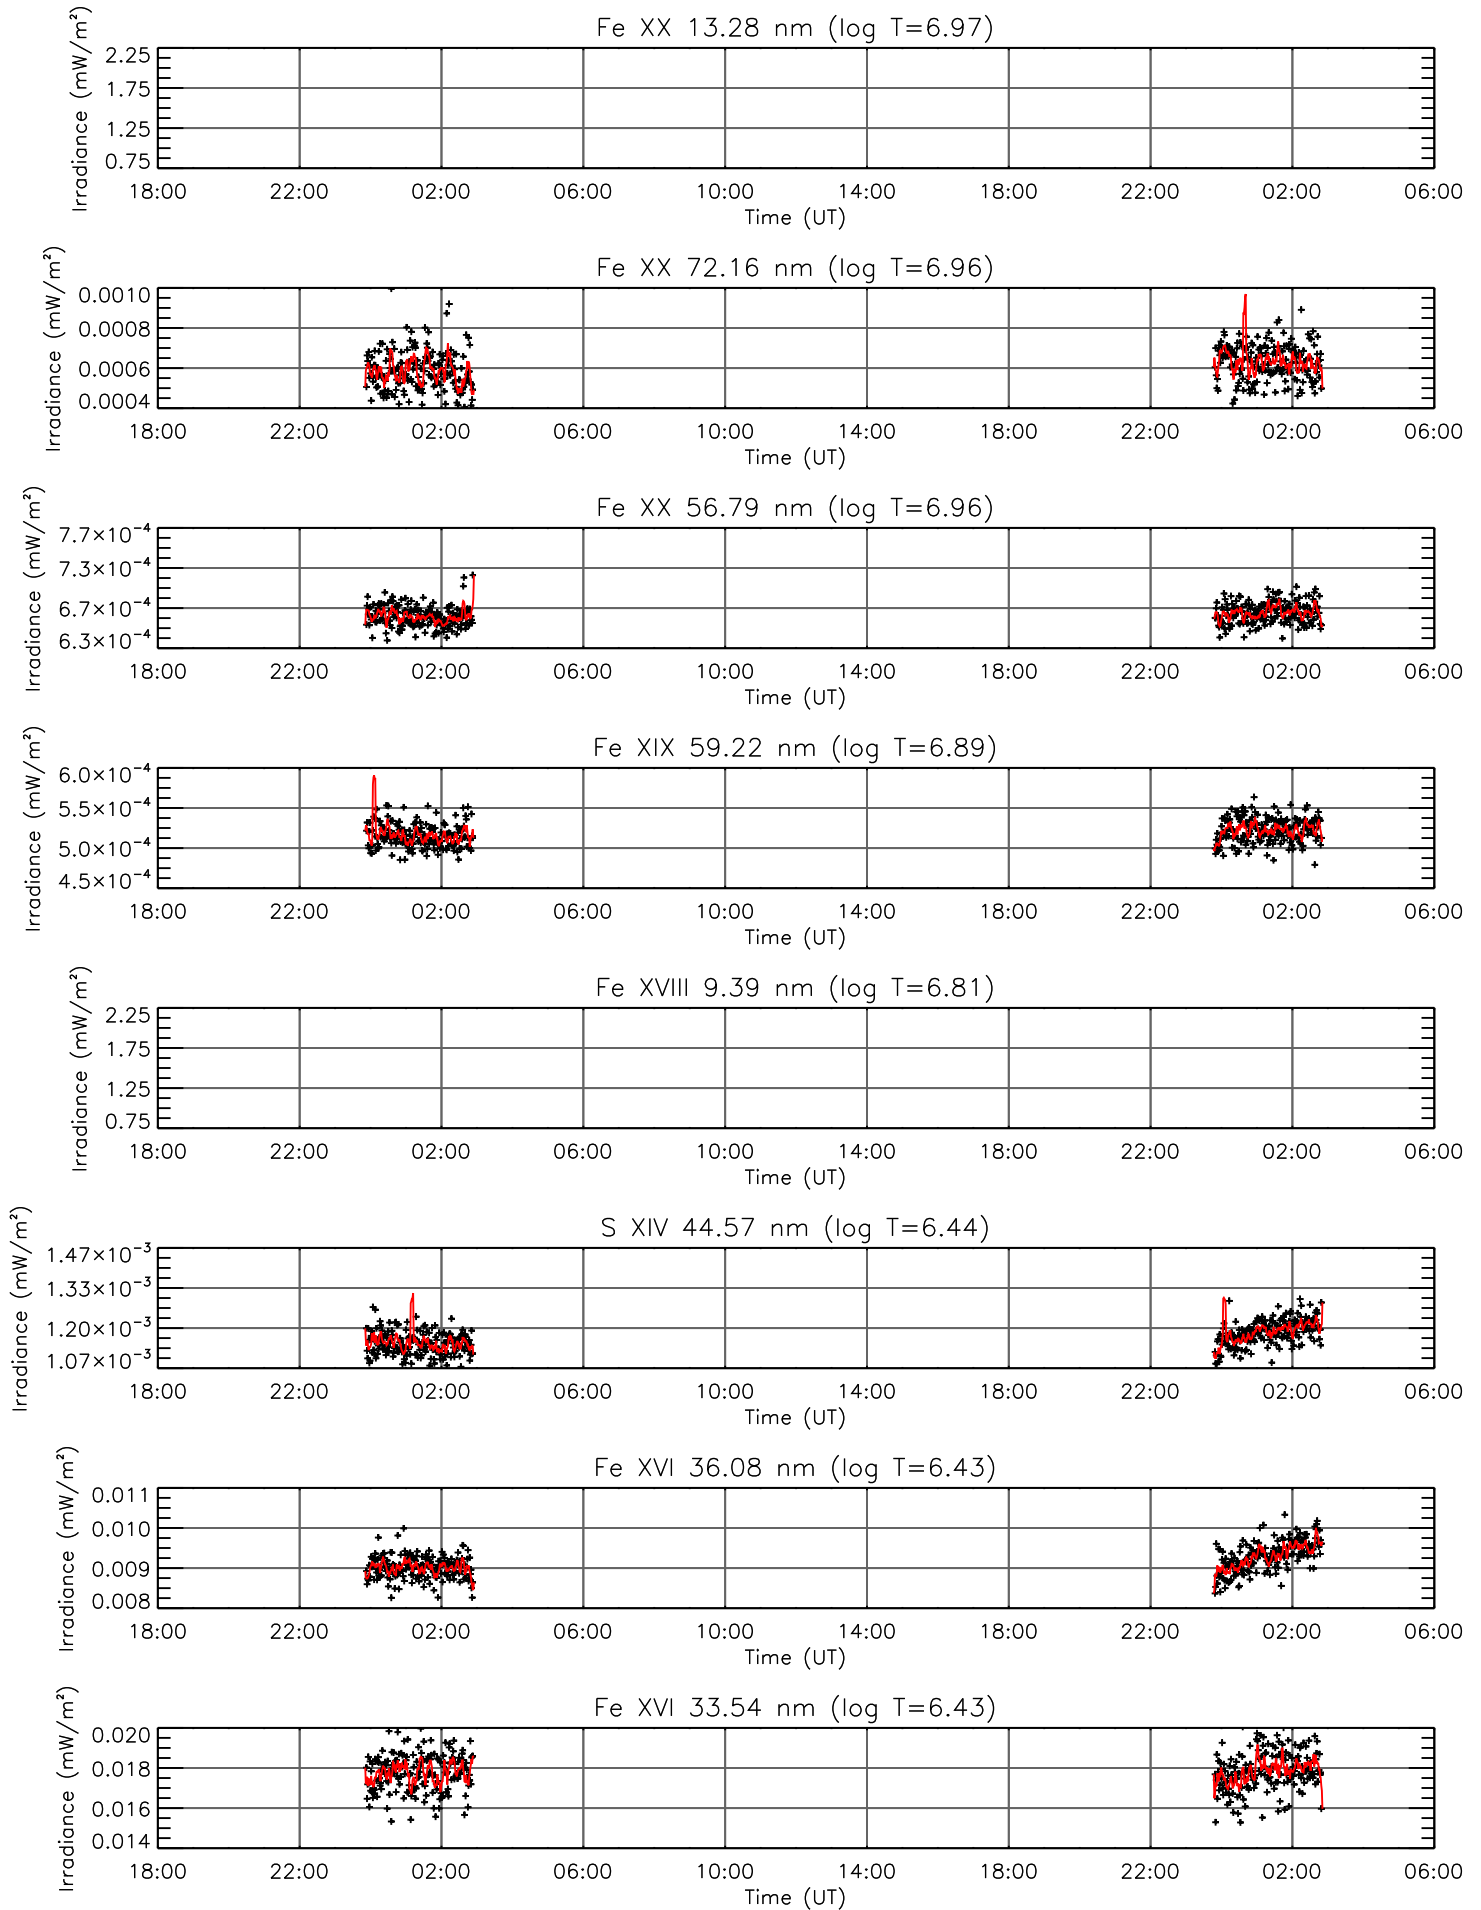 Fe XX 13.28 nm (log T=6.97)
Irradiance (mW/m²)
2.25
1.75
1.25
0.75
18:00 22:00 02:00 06:00 10:00 14:00 18:00 22:00 02:00 06:00
Time (UT)
Fe XX 72.16 nm (log T=6.96)
Irradiance (mW/m²)
0.0010
0.0008
0.0006
0.0004
18:00 22:00 02:00 06:00 10:00 14:00 18:00 22:00 02:00 06:00
Time (UT)
Fe XX 56.79 nm (log T=6.96)
Irradiance (mW/m²)
7.7×10⁻⁴
7.3×10⁻⁴
6.7×10⁻⁴
6.3×10⁻⁴
18:00 22:00 02:00 06:00 10:00 14:00 18:00 22:00 02:00 06:00
Time (UT)
Fe XIX 59.22 nm (log T=6.89)
Irradiance (mW/m²)
6.0×10⁻⁴
5.5×10⁻⁴
5.0×10⁻⁴
4.5×10⁻⁴
18:00 22:00 02:00 06:00 10:00 14:00 18:00 22:00 02:00 06:00
Time (UT)
Fe XVIII 9.39 nm (log T=6.81)
Irradiance (mW/m²)
2.25
1.75
1.25
0.75
18:00 22:00 02:00 06:00 10:00 14:00 18:00 22:00 02:00 06:00
Time (UT)
S XIV 44.57 nm (log T=6.44)
Irradiance (mW/m²)
1.47×10⁻³
1.33×10⁻³
1.20×10⁻³
1.07×10⁻³
18:00 22:00 02:00 06:00 10:00 14:00 18:00 22:00 02:00 06:00
Time (UT)
Fe XVI 36.08 nm (log T=6.43)
Irradiance (mW/m²)
0.011
0.010
0.009
0.008
18:00 22:00 02:00 06:00 10:00 14:00 18:00 22:00 02:00 06:00
Time (UT)
Fe XVI 33.54 nm (log T=6.43)
Irradiance (mW/m²)
0.020
0.018
0.016
0.014
18:00 22:00 02:00 06:00 10:00 14:00 18:00 22:00 02:00 06:00
Time (UT)